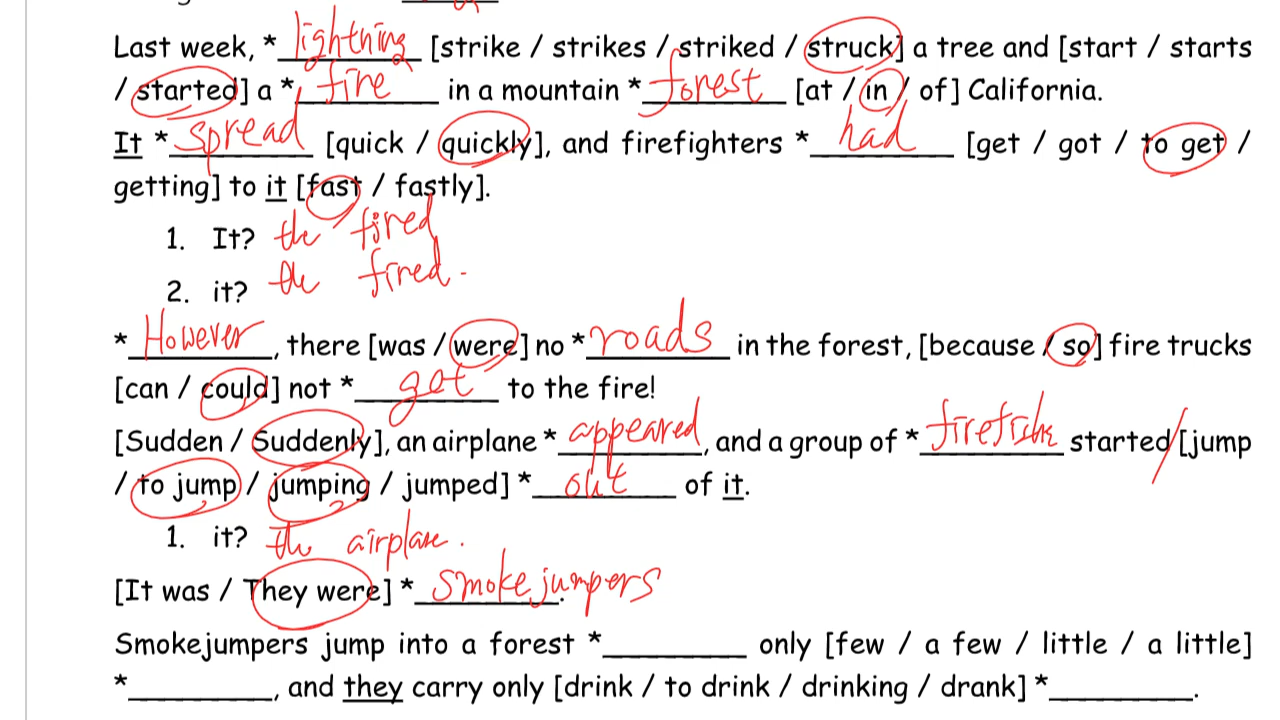 Last week, * lightning [strike / strikes / striked / struck] a tree and [start / starts
/ started] a * fire in a mountain * forest [at / in / of] California.
It * spread [quick / quickly], and firefighters * had [get / got / to get /
getting] to it [fast / fastly].
1. It? the fired
2. it? the fired.
* However, there [was / were] no * roads in the forest, [because / so] fire trucks
[can / could] not * get to the fire!
[Sudden / Suddenly], an airplane * appeared, and a group of * started [jump
/ to jump / jumping / jumped] * out of it.
1. it? the airplane.
[It was / They were] * smokejumpers.
Smokejumpers jump into a forest * only [few / a few / little / a little]
* , and they carry only [drink / to drink / drinking / drank] * .